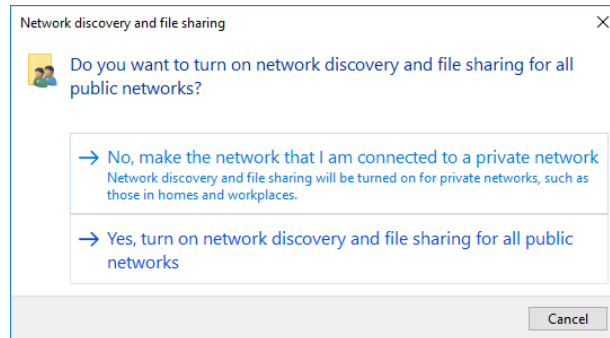 Network discovery and file sharing
Do you want to turn on network discovery and file sharing for all
public networks?
No, make the network that I am connected to a private network
Network discovery and file sharing will be turned on for private networks, such as
those in homes and workplaces.
Yes, turn on network discovery and file sharing for all public
networks
Cancel